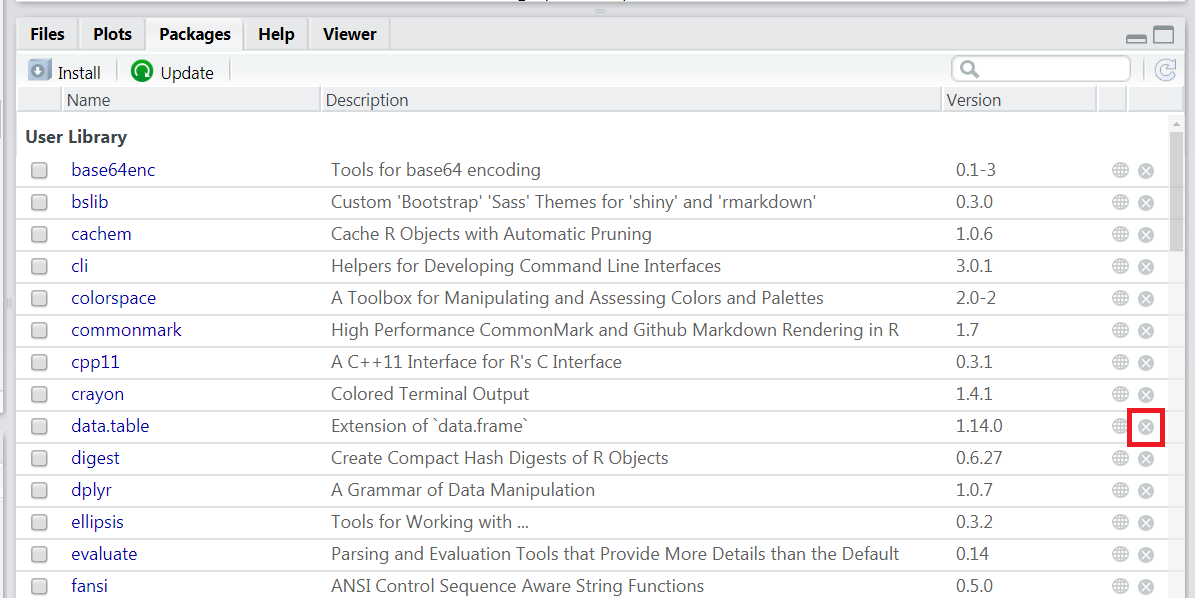 Files Plots Packages Help Viewer
Install Update
Name Description Version
User Library
base64enc Tools for base64 encoding 0.1-3
bslib Custom 'Bootstrap' 'Sass' Themes for 'shiny' and 'rmarkdown' 0.3.0
cachem Cache R Objects with Automatic Pruning 1.0.6
cli Helpers for Developing Command Line Interfaces 3.0.1
colorspace A Toolbox for Manipulating and Assessing Colors and Palettes 2.0-2
commonmark High Performance CommonMark and Github Markdown Rendering in R 1.7
cpp11 A C++11 Interface for R's C Interface 0.3.1
crayon Colored Terminal Output 1.4.1
data.table Extension of `data.frame` 1.14.0
digest Create Compact Hash Digests of R Objects 0.6.27
dplyr A Grammar of Data Manipulation 1.0.7
ellipsis Tools for Working with ... 0.3.2
evaluate Parsing and Evaluation Tools that Provide More Details than the Default 0.14
fansi ANSI Control Sequence Aware String Functions 0.5.0